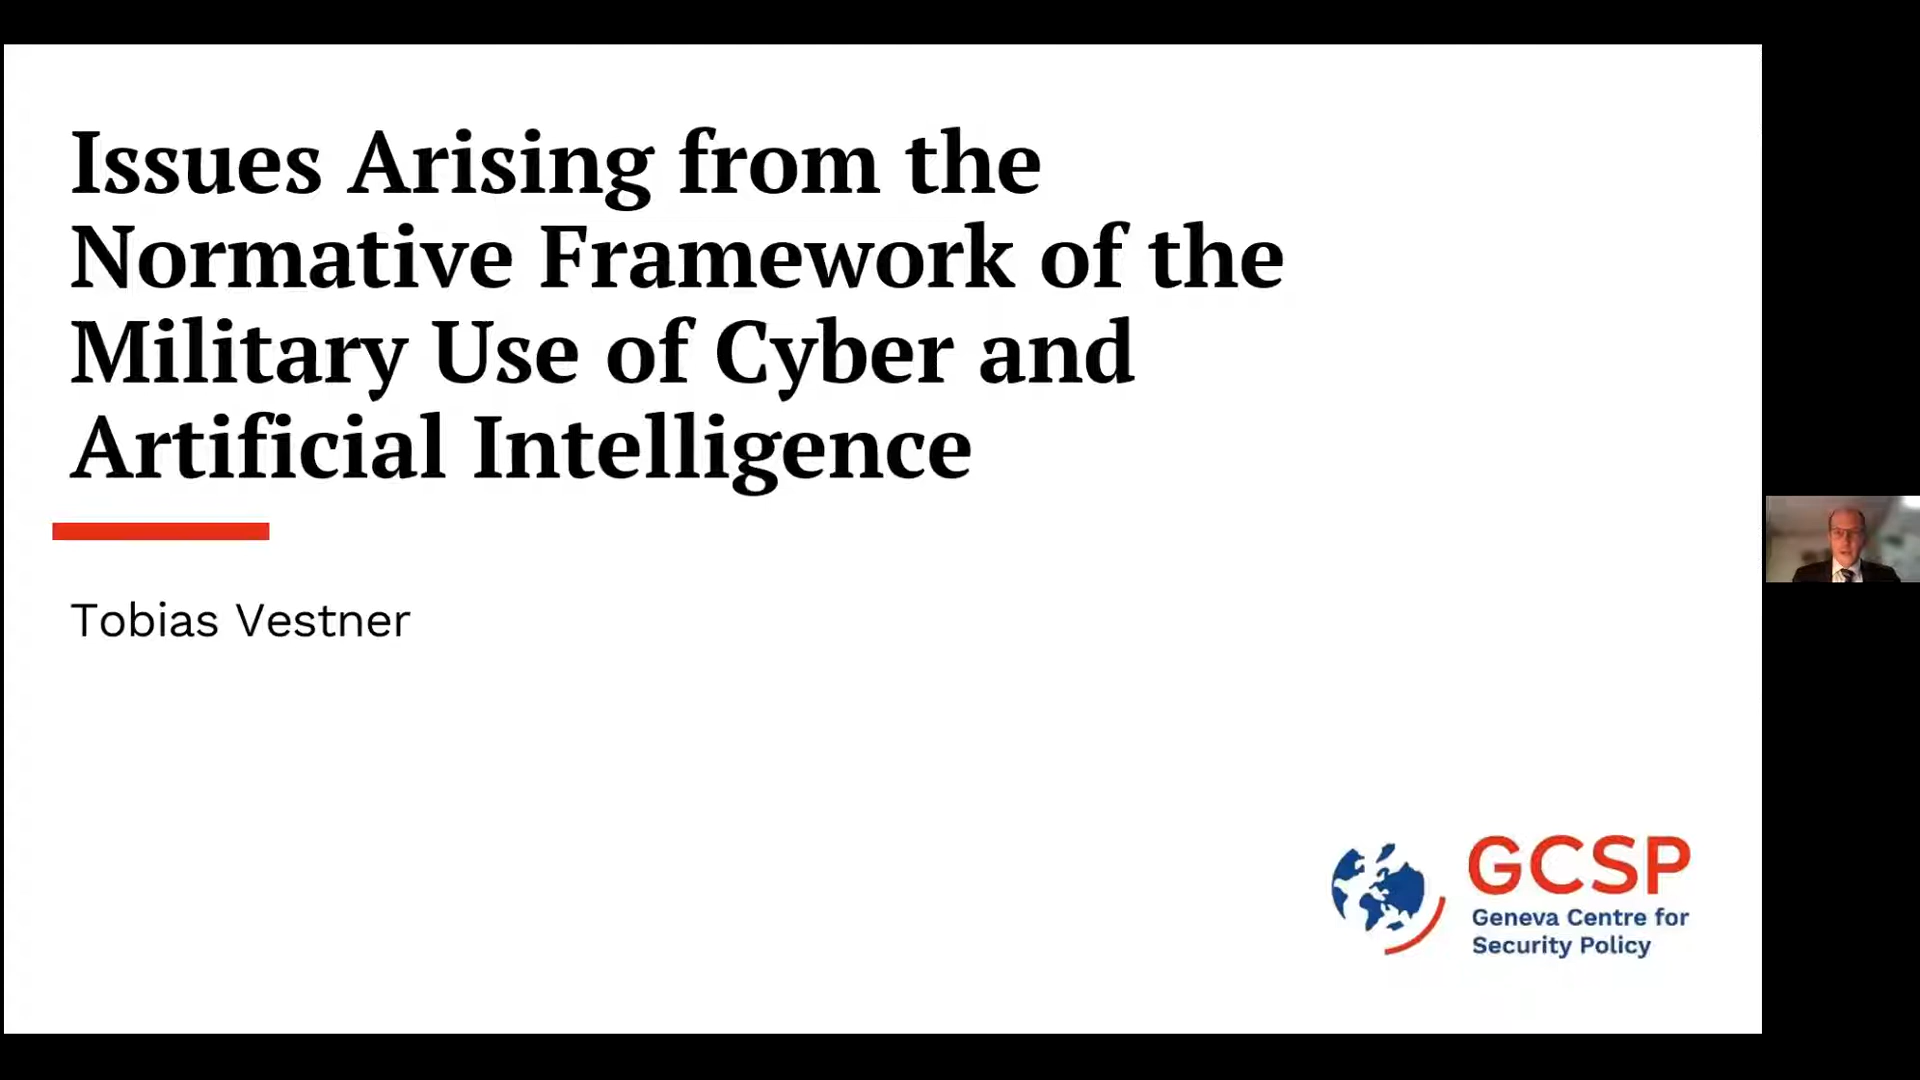 Issues Arising from the
Normative Framework of the
Military Use of Cyber and
Artificial Intelligence
Tobias Vestner
GCSP
Geneva Centre for
Security Policy